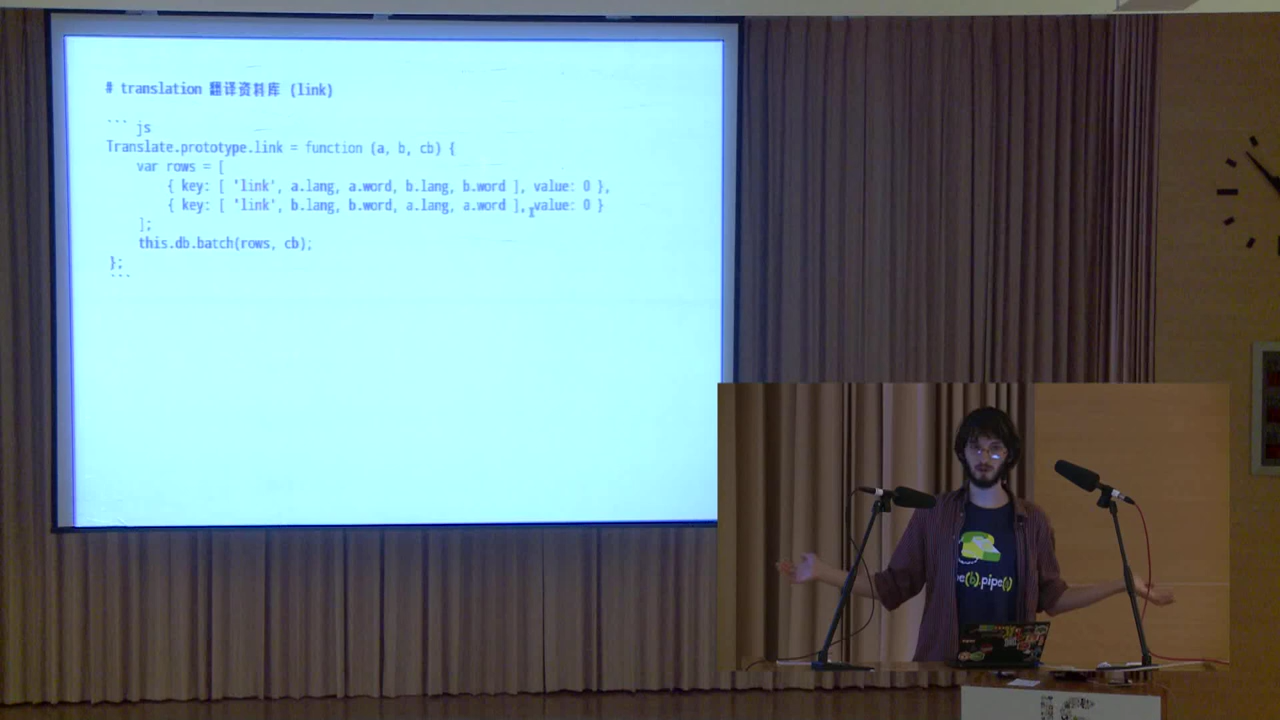 # translation 翻译资料库 (link)
``` js
Translate.prototype.link = function (a, b, cb) {
var rows = [
{ key: [ 'link', a.lang, a.word, b.lang, b.word ], value: 0 },
{ key: [ 'link', b.lang, b.word, a.lang, a.word ], value: 0 }
];
this.db.batch(rows, cb);
};
```
e(b).pipe()